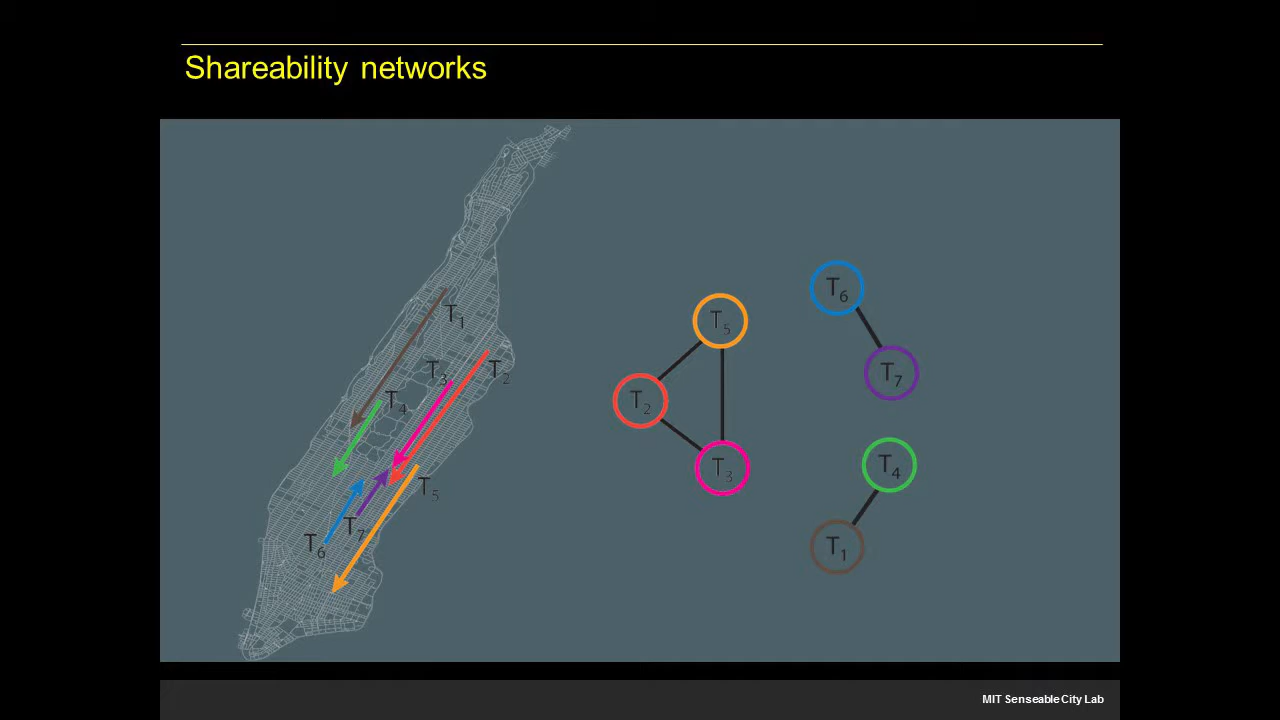 Shareability networks
T1
T2
T3
T4
T5
T6
T7
T5
T2
T3
T6
T7
T4
T1
MIT Senseable City Lab